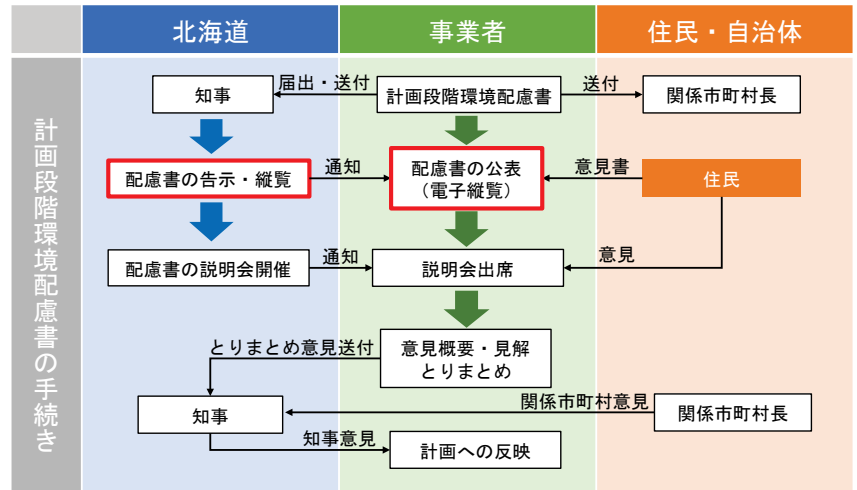 北海道
事業者
住民・自治体
計画段階環境配慮書の手続き
知事
届出・送付
計画段階環境配慮書
送付
関係市町村長
配慮書の告示・縦覧
通知
配慮書の公表
（電子縦覧）
意見書
住民
配慮書の説明会開催
通知
説明会出席
意見
とりまとめ意見送付
意見概要・見解
とりまとめ
知事
関係市町村意見
関係市町村長
知事意見
計画への反映